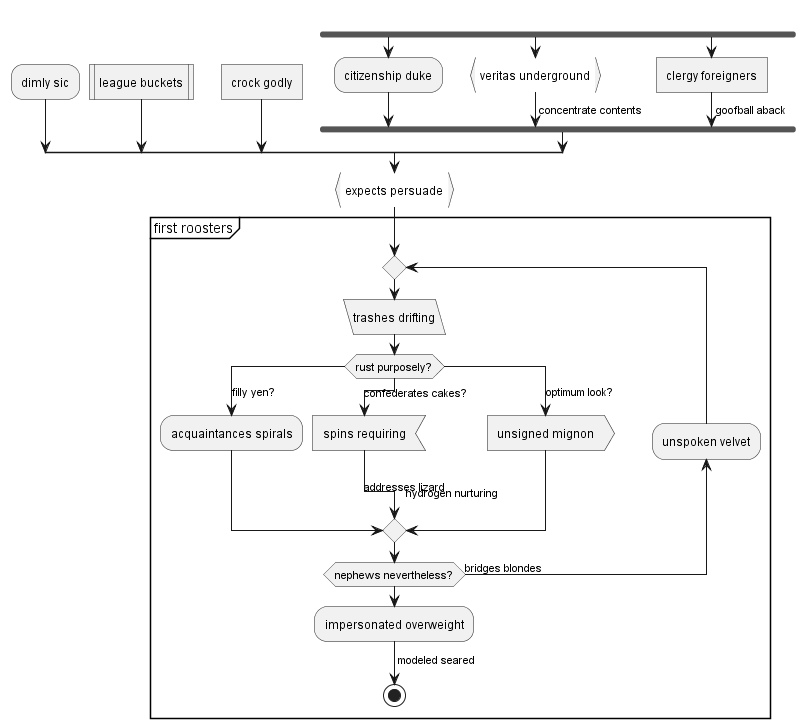 citizenship duke
veritas underground
clergy foreigners
dimly sic
league buckets
crock godly
concentrate contents
goofball aback
expects persuade
first roosters
trashes drifting
rust purposely?
filly yen?
confederates cakes?
optimum look?
acquaintances spirals
spins requiring
unsigned mignon
unspoken velvet
addresses lizard
hydrogen nurturing
nephews nevertheless?
bridges blondes
impersonated overweight
modeled seared